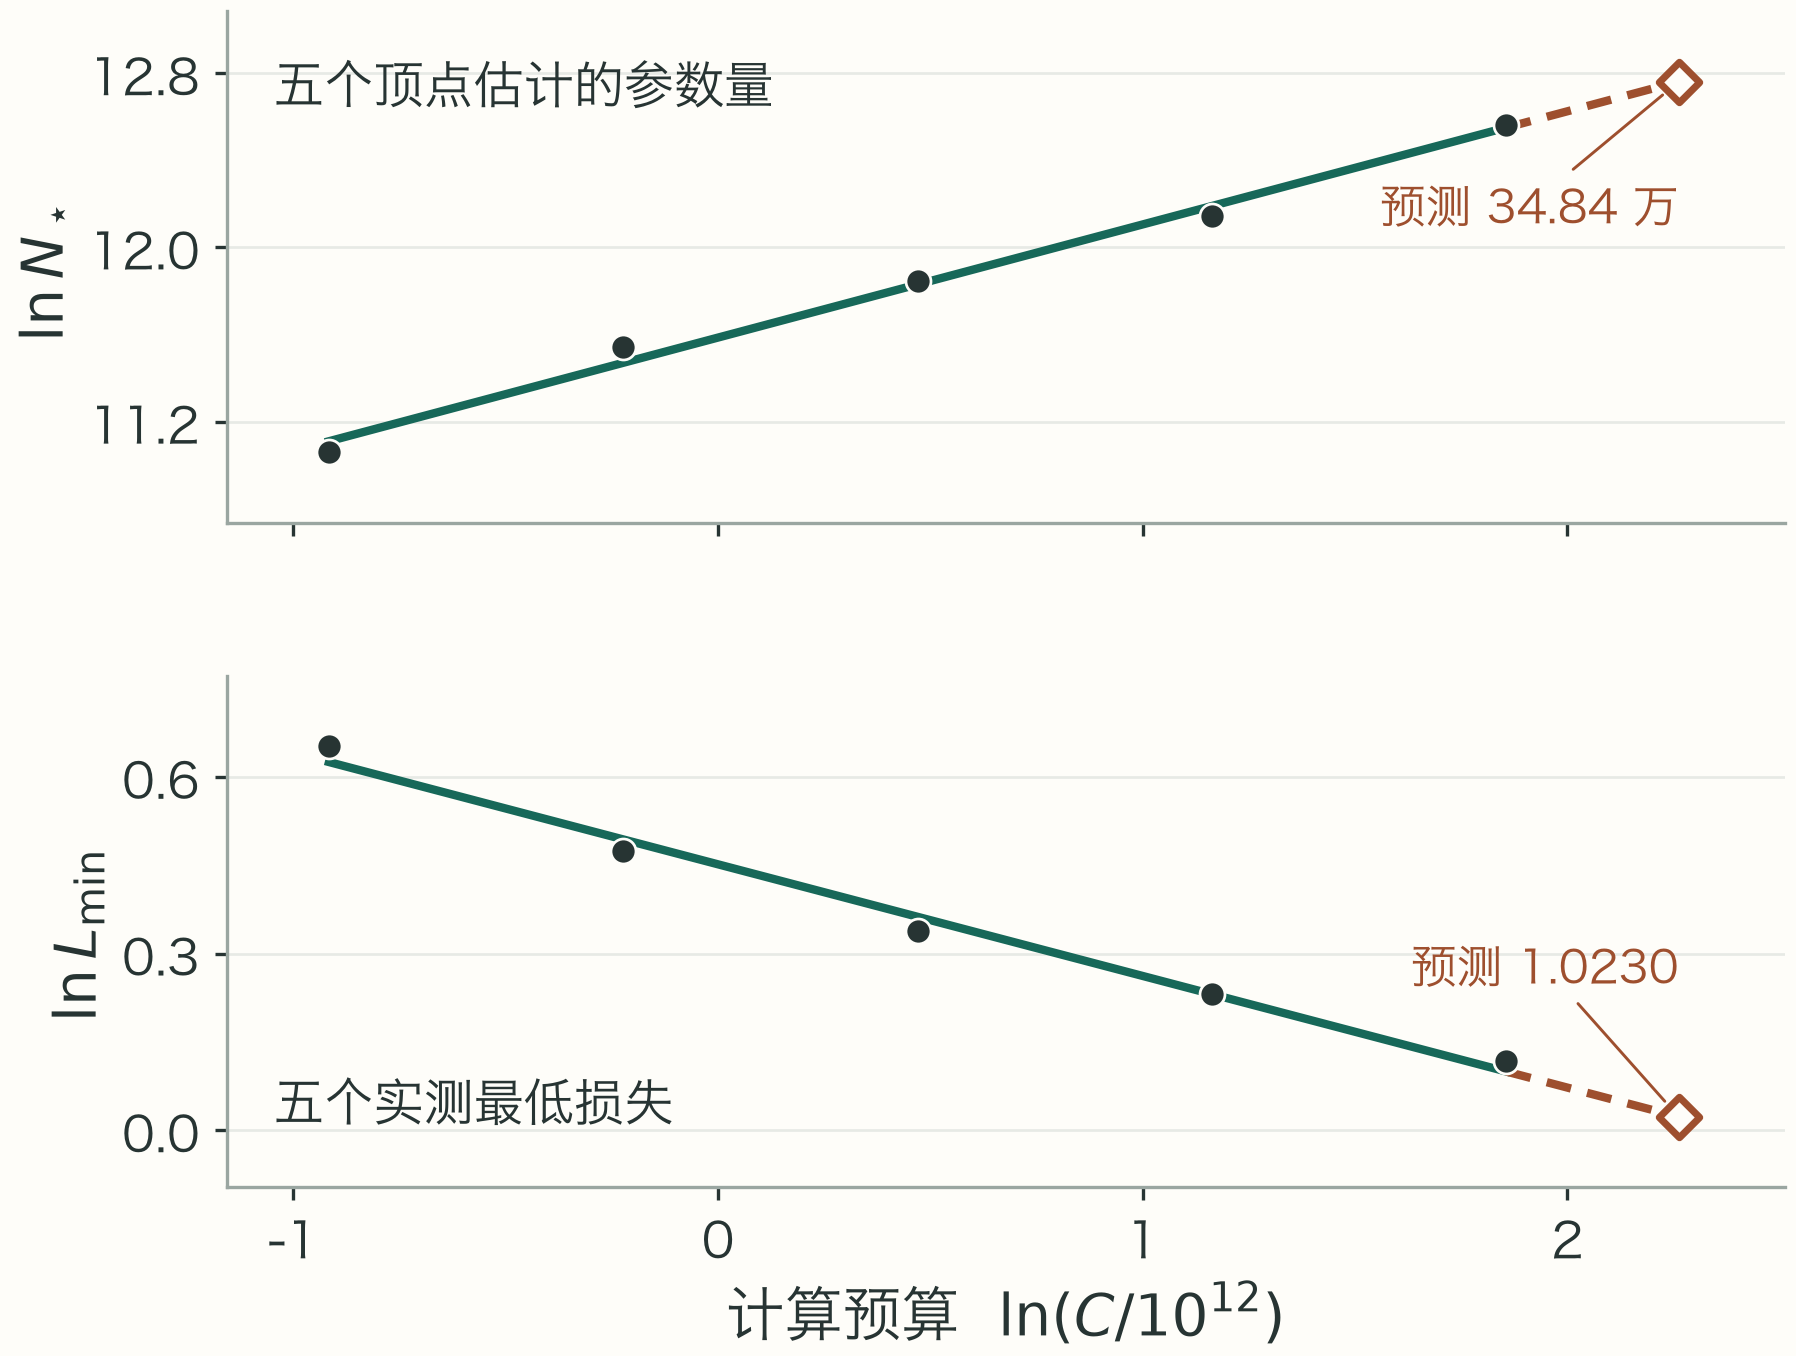 五个顶点估计的参数量
12.8
12.0
11.2
ln N⋆
预测 34.84 万
0.6
0.3
0.0
ln Lmin
预测 1.0230
五个实测最低损失
-1 0 1 2
计算预算 ln(C/10¹²)